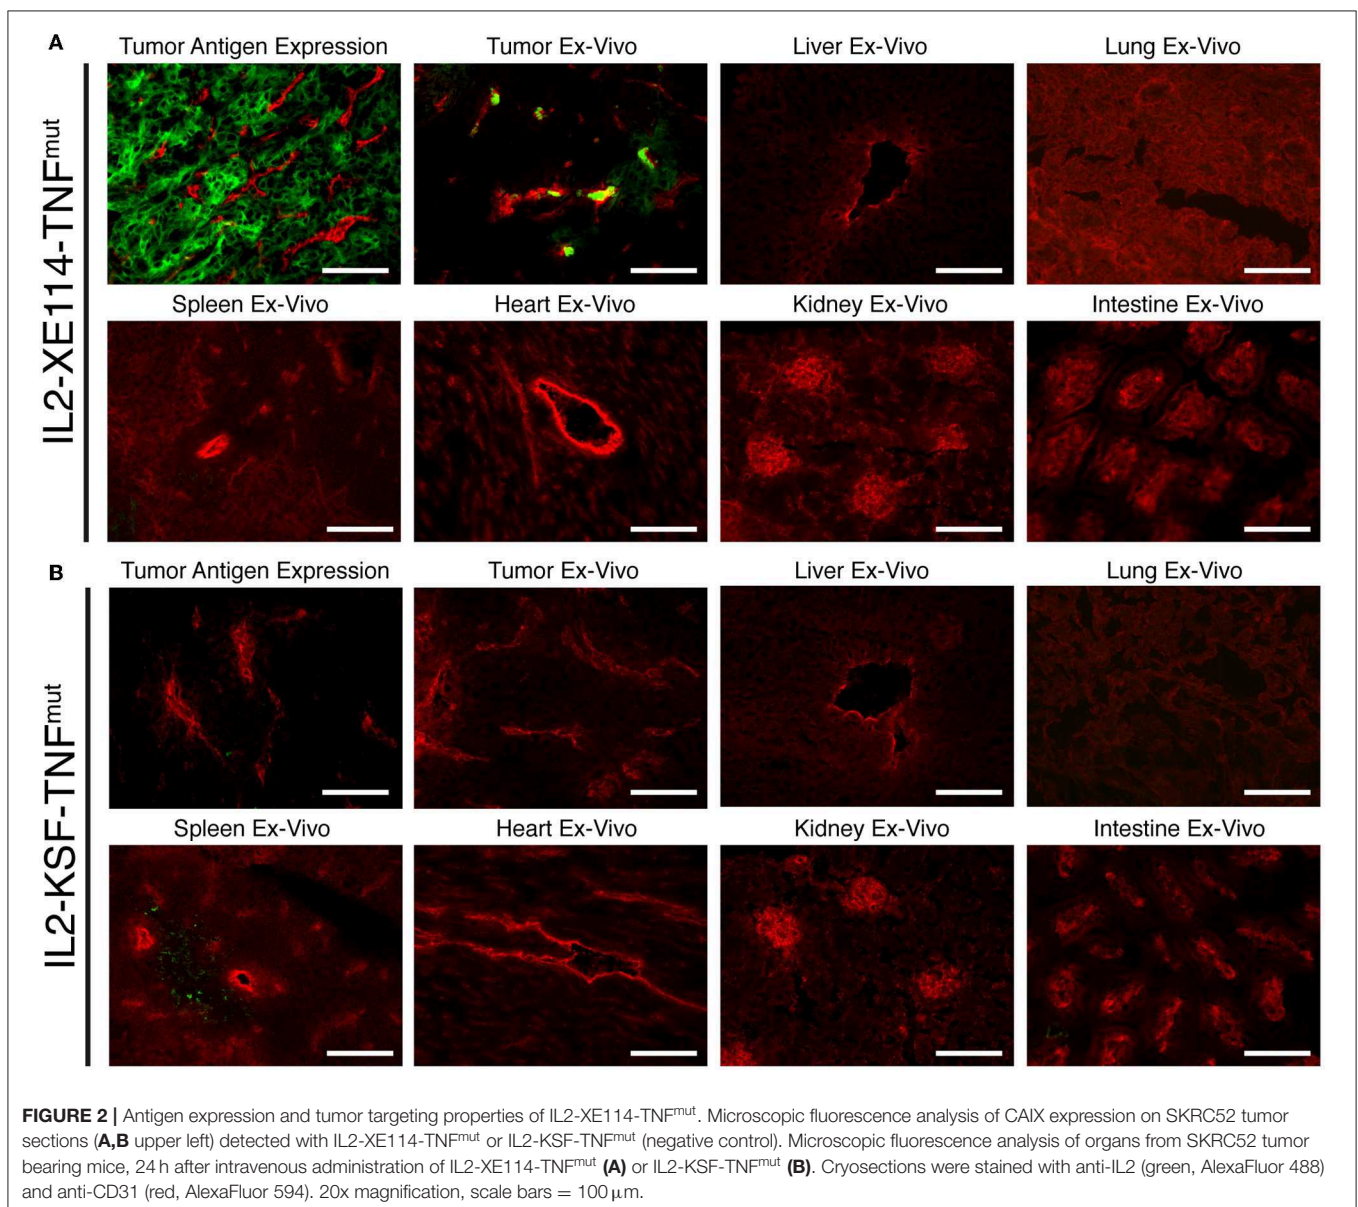 A
Tumor Antigen Expression
Tumor Ex-Vivo
Liver Ex-Vivo
Lung Ex-Vivo
IL2-XE114-TNFmut
Spleen Ex-Vivo
Heart Ex-Vivo
Kidney Ex-Vivo
Intestine Ex-Vivo
B
Tumor Antigen Expression
Tumor Ex-Vivo
Liver Ex-Vivo
Lung Ex-Vivo
IL2-KSF-TNFmut
Spleen Ex-Vivo
Heart Ex-Vivo
Kidney Ex-Vivo
Intestine Ex-Vivo
FIGURE 2 | Antigen expression and tumor targeting properties of IL2-XE114-TNFmut. Microscopic fluorescence analysis of CAIX expression on SKRC52 tumor
sections (A,B upper left) detected with IL2-XE114-TNFmut or IL2-KSF-TNFmut (negative control). Microscopic fluorescence analysis of organs from SKRC52 tumor
bearing mice, 24 h after intravenous administration of IL2-XE114-TNFmut (A) or IL2-KSF-TNFmut (B). Cryosections were stained with anti-IL2 (green, AlexaFluor 488)
and anti-CD31 (red, AlexaFluor 594). 20x magnification, scale bars = 100 μm.